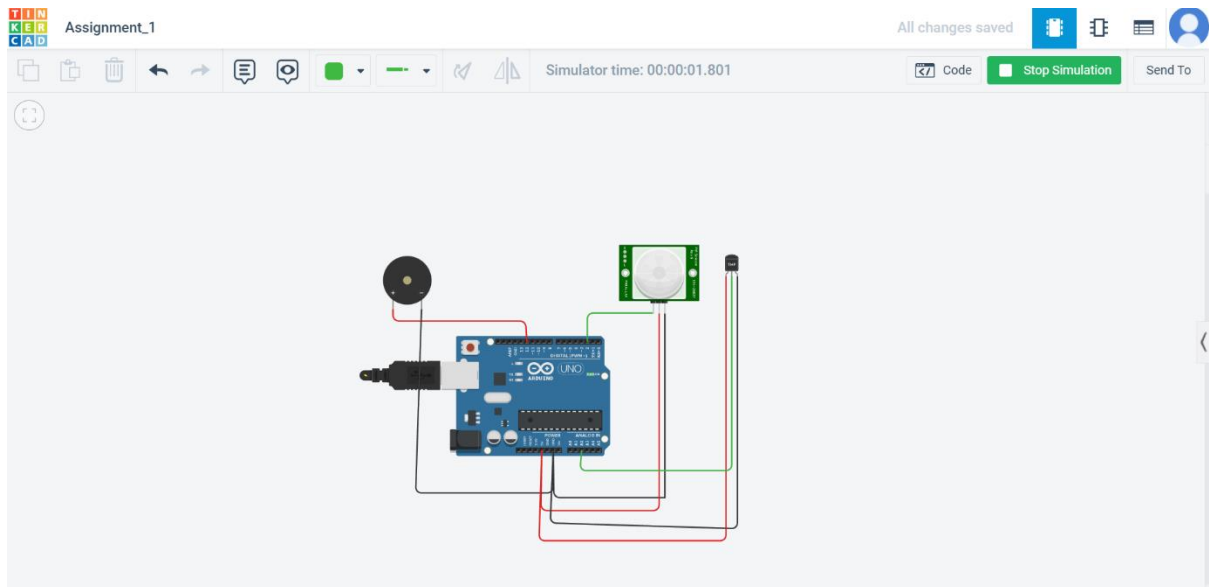 TIN
KER
CAD
Assignment_1
All changes saved
Simulator time: 00:00:01.801
Code
Stop Simulation
Send To
+
-
DIGITAL (PWM~)
UNO
ARDUINO
POWER
ANALOG IN